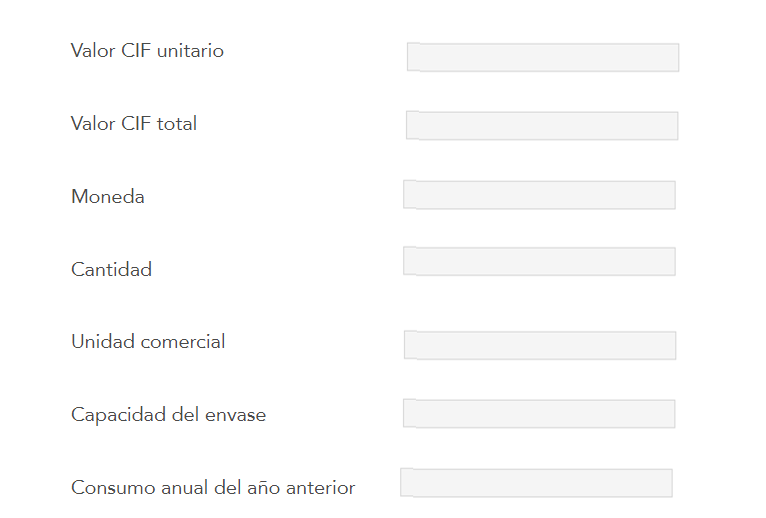 Valor CIF unitario
Valor CIF total
Moneda
Cantidad
Unidad comercial
Capacidad del envase
Consumo anual del año anterior